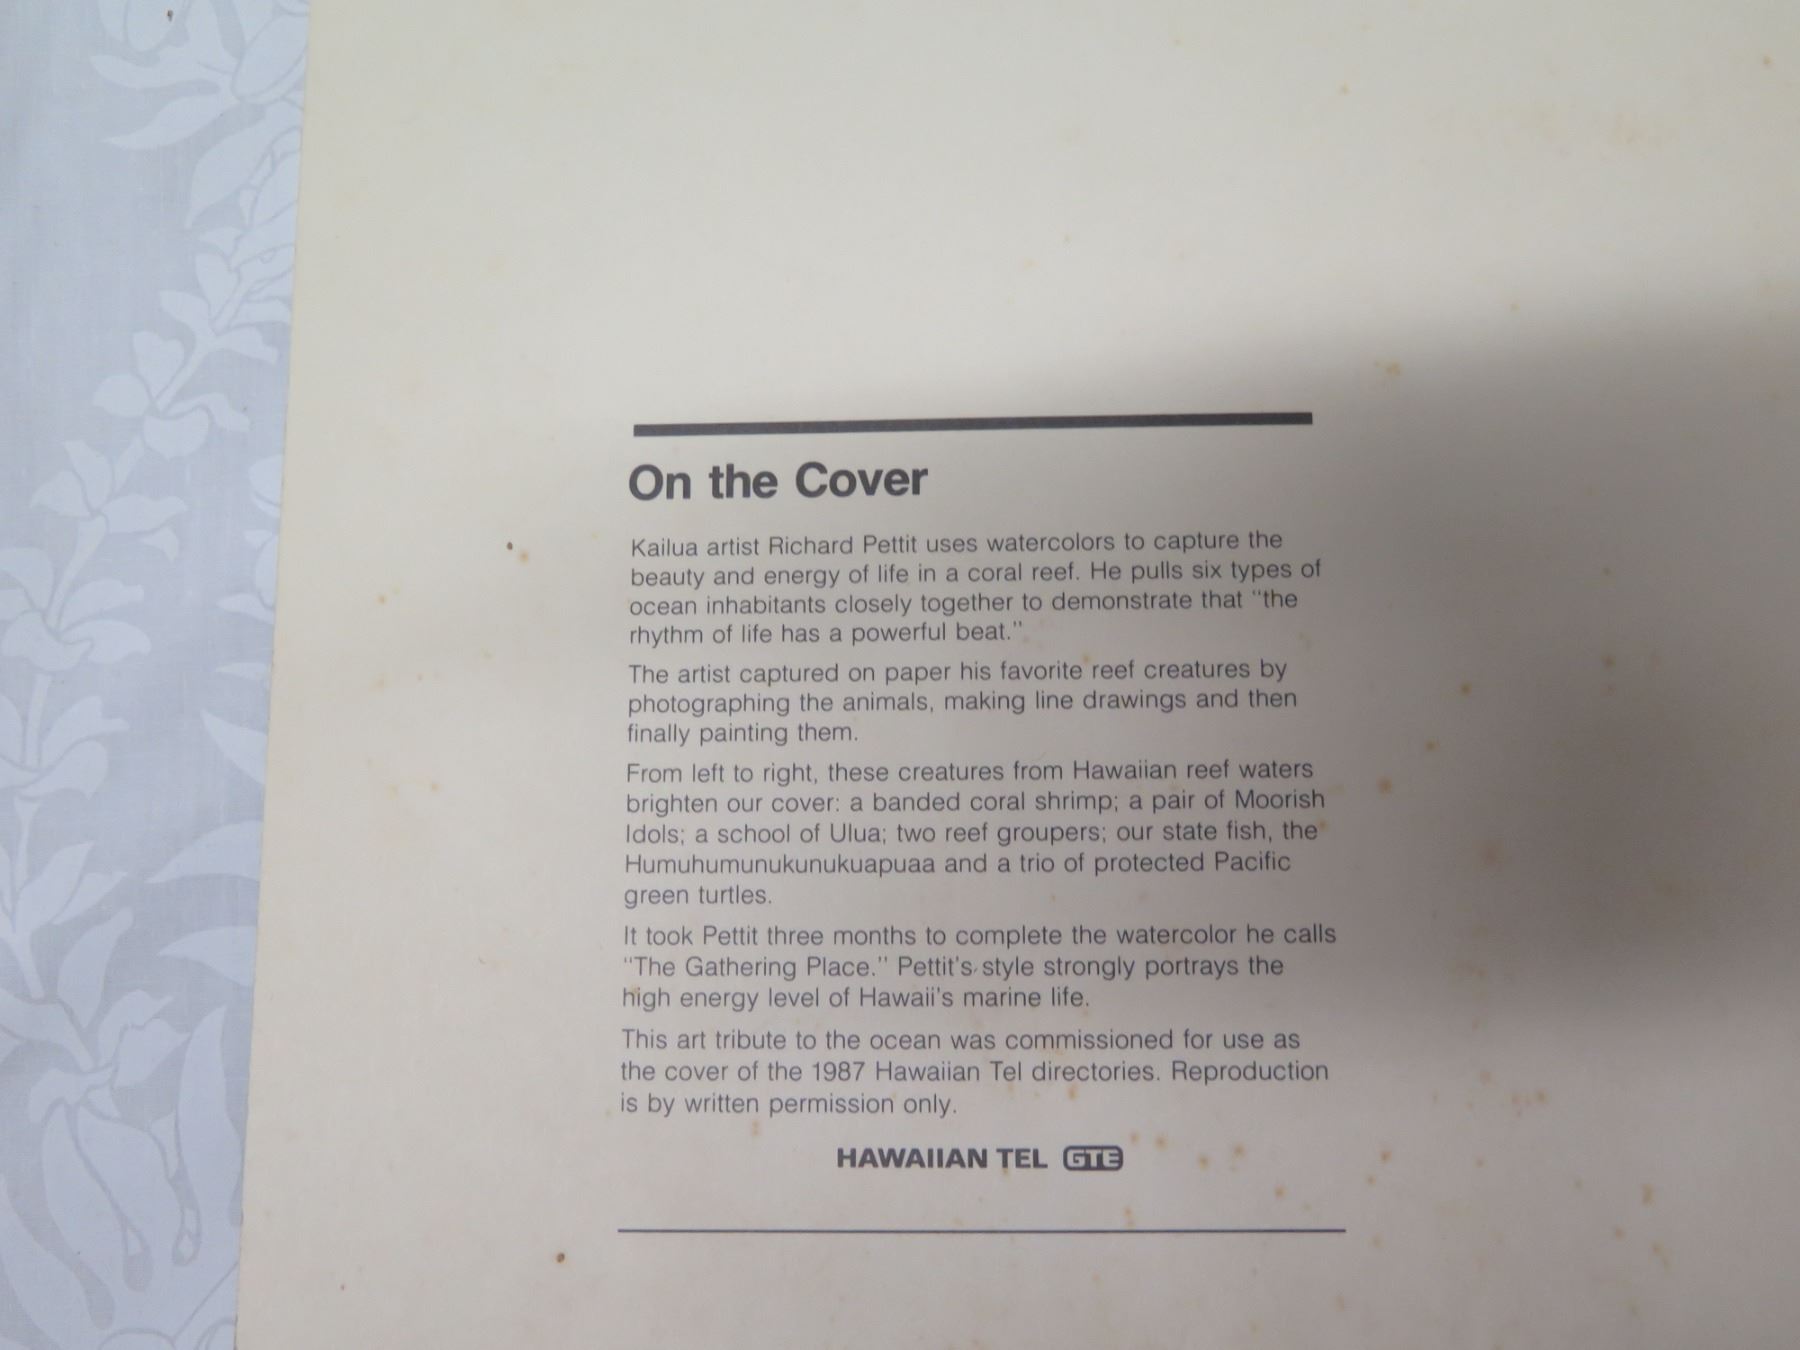 On the Cover
Kailua artist Richard Pettit uses watercolors to capture the
beauty and energy of life in a coral reef. He pulls six types of
ocean inhabitants closely together to demonstrate that "the
rhythm of life has a powerful beat."
The artist captured on paper his favorite reef creatures by
photographing the animals, making line drawings and then
finally painting them.
From left to right, these creatures from Hawaiian reef waters
brighten our cover: a banded coral shrimp; a pair of Moorish
Idols; a school of Ulua; two reef groupers; our state fish, the
Humuhumunukunukuapuaa and a trio of protected Pacific
green turtles.
It took Pettit three months to complete the watercolor he calls
"The Gathering Place." Pettit's style strongly portrays the
high energy level of Hawaii's marine life.
This art tribute to the ocean was commissioned for use as
the cover of the 1987 Hawaiian Tel directories. Reproduction
is by written permission only.
HAWAIIAN TEL GTE